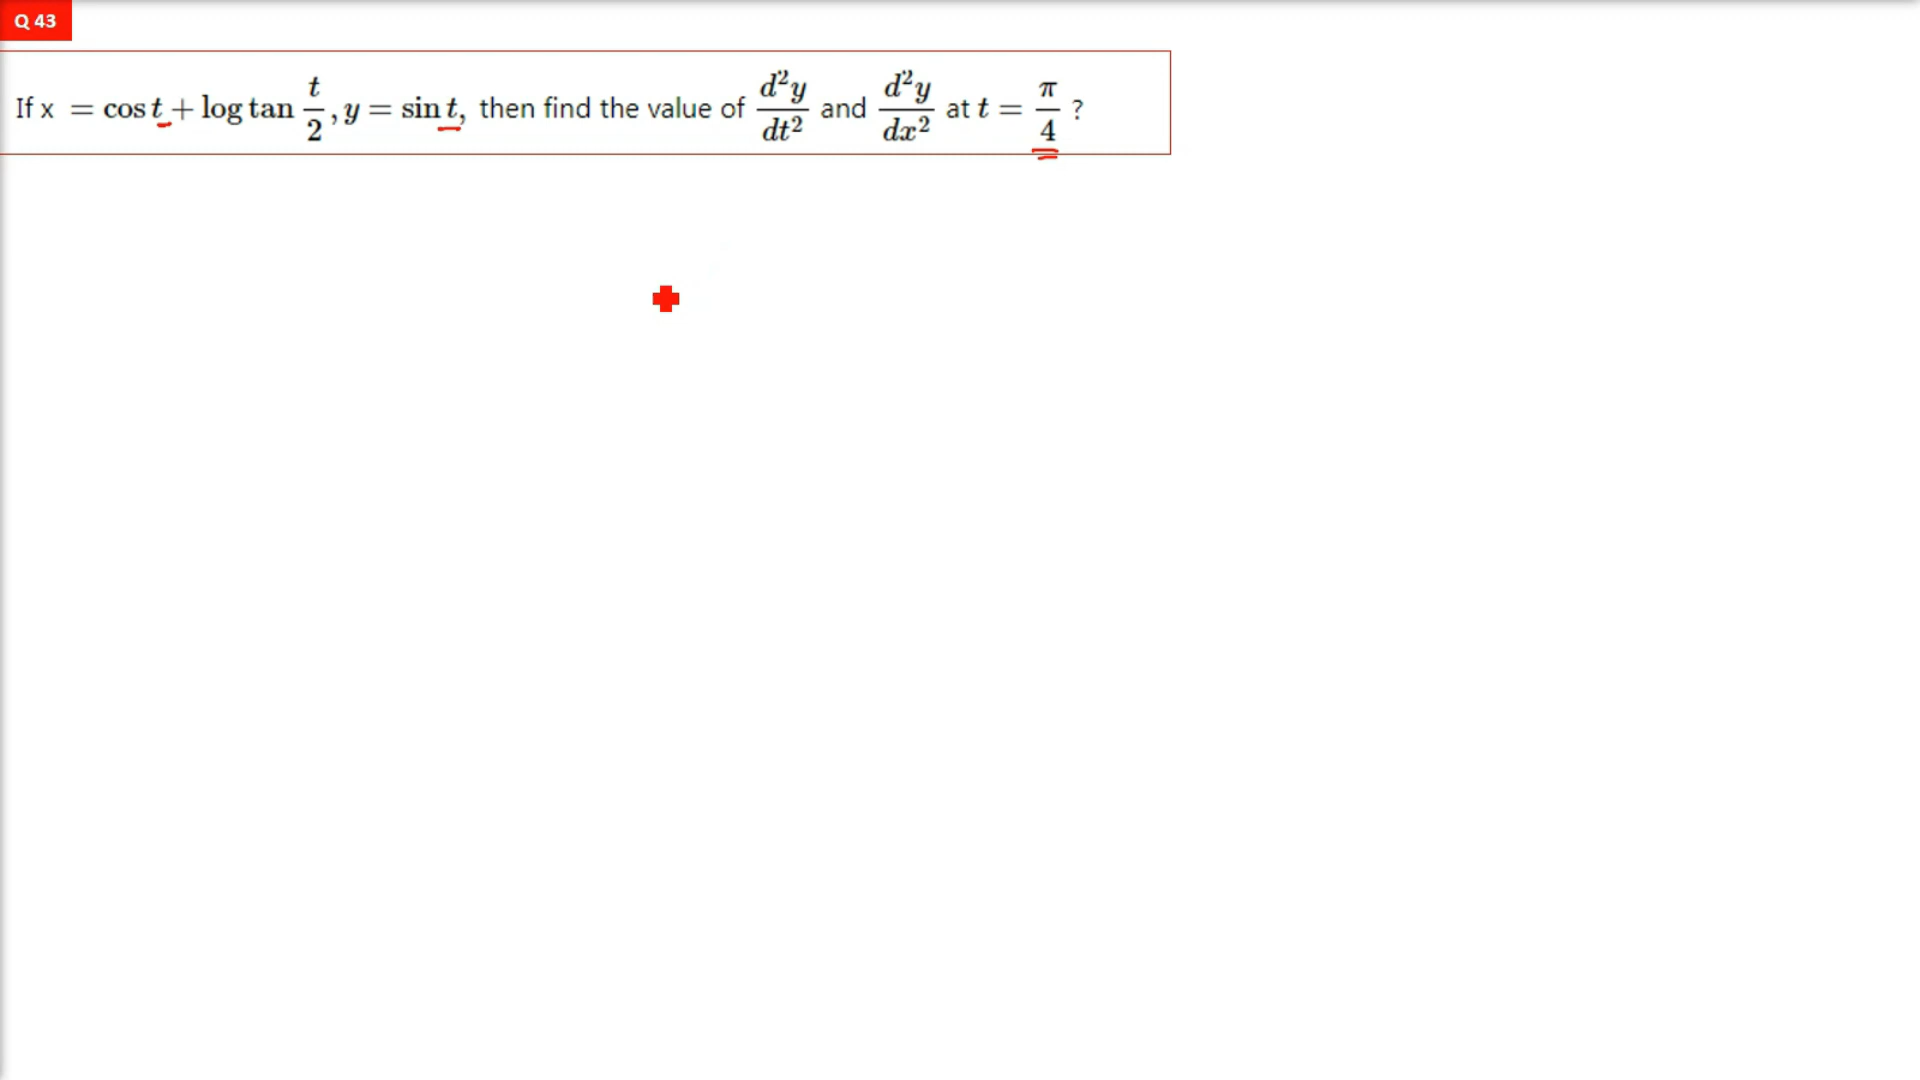 Q 43
If x = cos t + log tan t/2, y = sin t, then find the value of d²y/dt² and d²y/dx² at t = π/4 ?